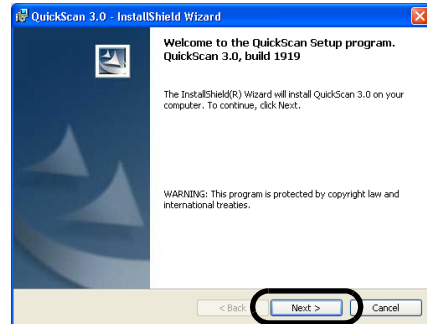 QuickScan 3.0 - InstallShield Wizard
Welcome to the QuickScan Setup program.
QuickScan 3.0, build 1919
The InstallShield(R) Wizard will install QuickScan 3.0 on your
computer. To continue, click Next.
WARNING: This program is protected by copyright law and
international treaties.
< Back
Next >
Cancel